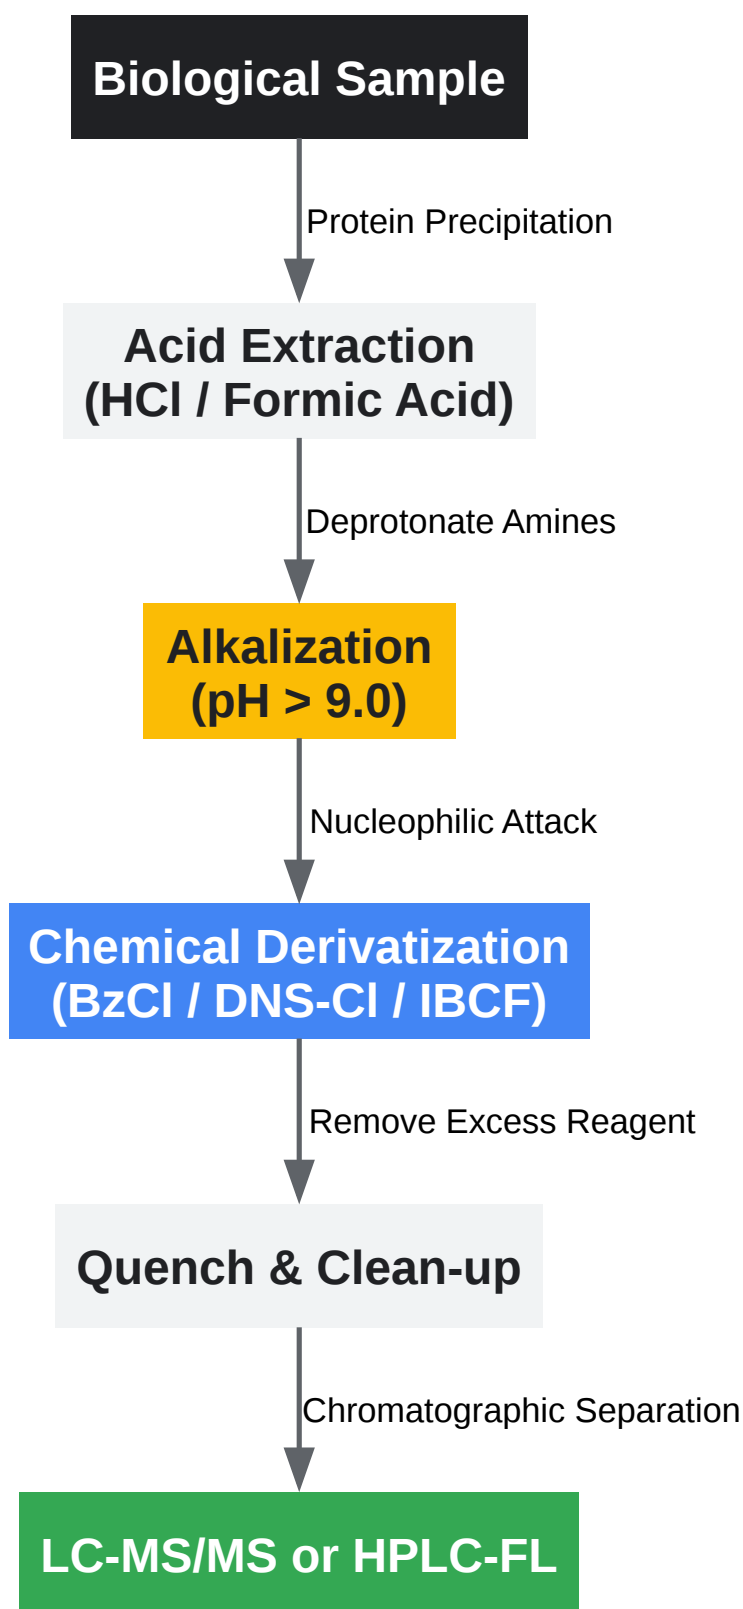 Biological Sample
Protein Precipitation
Acid Extraction
(HCl / Formic Acid)
Deprotonate Amines
Alkalization
(pH > 9.0)
Nucleophilic Attack
Chemical Derivatization
(BzCl / DNS-Cl / IBCF)
Remove Excess Reagent
Quench & Clean-up
Chromatographic Separation
LC-MS/MS or HPLC-FL